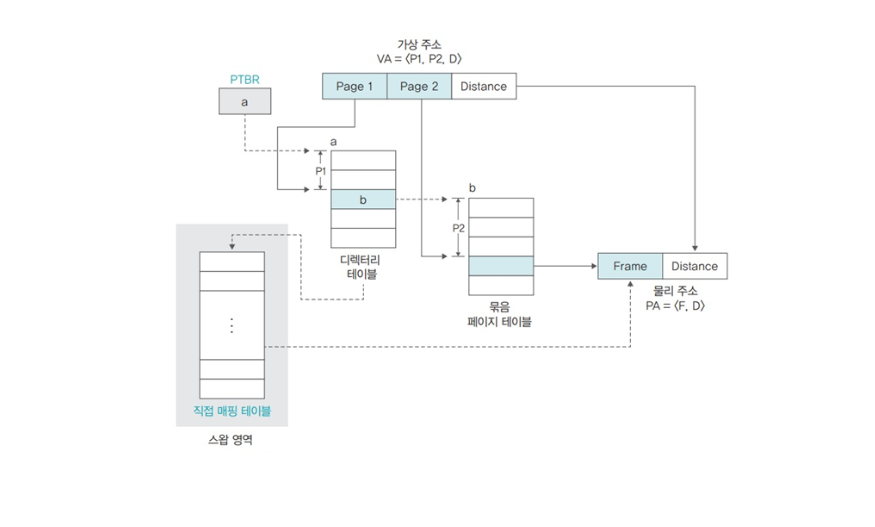 가상 주소
VA = ⟨P1, P2, D⟩
PTBR
a
Page 1
Page 2
Distance
a
P1
b
디렉터리
테이블
b
P2
묶음
페이지 테이블
Frame
Distance
물리 주소
PA = ⟨F, D⟩
직접 매핑 테이블
스왑 영역